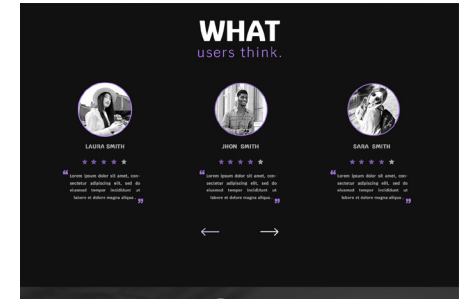 WHAT
users think.
LAURA SMITH
JHON SMITH
SARA SMITH
“ Lorem ipsum dolor sit amet, con-
sectetur adipiscing elit, sed do
eiusmod tempor incididunt ut
labore et dolore magna aliqua. ”
“ Lorem ipsum dolor sit amet, con-
sectetur adipiscing elit, sed do
eiusmod tempor incididunt ut
labore et dolore magna aliqua. ”
“ Lorem ipsum dolor sit amet, con-
sectetur adipiscing elit, sed do
eiusmod tempor incididunt ut
labore et dolore magna aliqua. ”